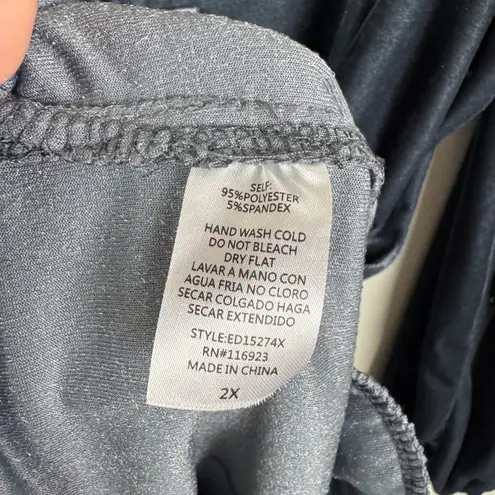 SELF:
95%POLYESTER
5%SPANDEX
HAND WASH COLD
DO NOT BLEACH
DRY FLAT
LAVAR A MANO CON
AGUA FRIA NO CLORO
SECAR COLGADO HAGA
SECAR EXTENDIDO
STYLE:ED15274X
RN#116923
MADE IN CHINA
2X